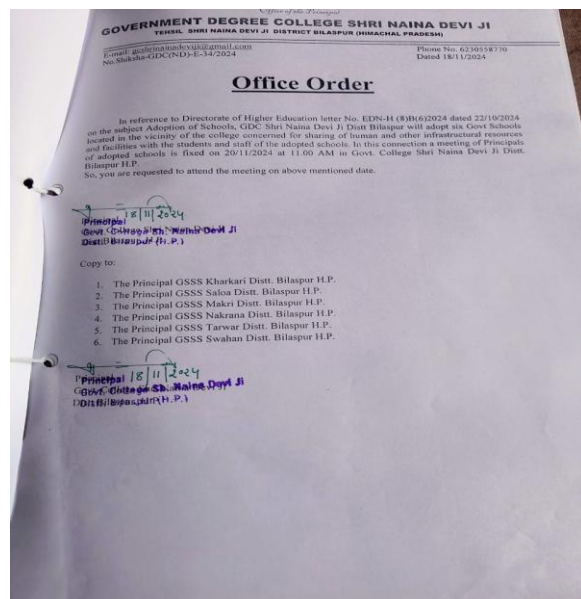 Office of the Principal
GOVERNMENT DEGREE COLLEGE SHRI NAINA DEVI JI
TEHSIL SHRI NAINA DEVI JI DISTRICT BILASPUR (HIMACHAL PRADESH)
E-mail: gcshrinainadeviji@gmail.com Phone No. 6230558770
No.Shiksha-GDC(ND)-E-34/2024 Dated 18/11/2024
Office Order
In reference to Directorate of Higher Education letter No. EDN-H (8)B(6)2024 dated 22/10/2024
on the subject Adoption of Schools, GDC Shri Naina Devi Ji Distt Bilaspur will adopt six Govt Schools
located in the vicinity of the college concerned for sharing of human and other infrastructural resources
and facilities with the students and staff of the adopted schools. In this connection a meeting of Principals
of adopted schools is fixed on 20/11/2024 at 11.00 AM in Govt. College Shri Naina Devi Ji Distt.
Bilaspur H.P.
So, you are requested to attend the meeting on above mentioned date.
18/11/2024
Principal
Govt. College Sh. Naina Devi Ji
Distt. Bilaspur (H.P.)
Copy to:
1. The Principal GSSS Kharkari Distt. Bilaspur H.P.
2. The Principal GSSS Saloa Distt. Bilaspur H.P.
3. The Principal GSSS Makri Distt. Bilaspur H.P.
4. The Principal GSSS Nakrana Distt. Bilaspur H.P.
5. The Principal GSSS Tarwar Distt. Bilaspur H.P.
6. The Principal GSSS Swahan Distt. Bilaspur H.P.
18/11/2024
Principal
Govt. College Sh. Naina Devi Ji
Distt. Bilaspur (H.P.)